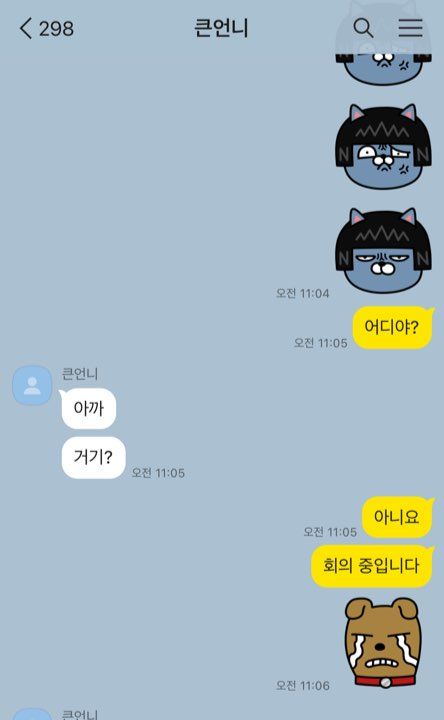 298
큰언니
오전 11:04
어디야?
오전 11:05
큰언니
아까
거기?
오전 11:05
아니요
오전 11:05
회의 중입니다
오전 11:06
큰언니